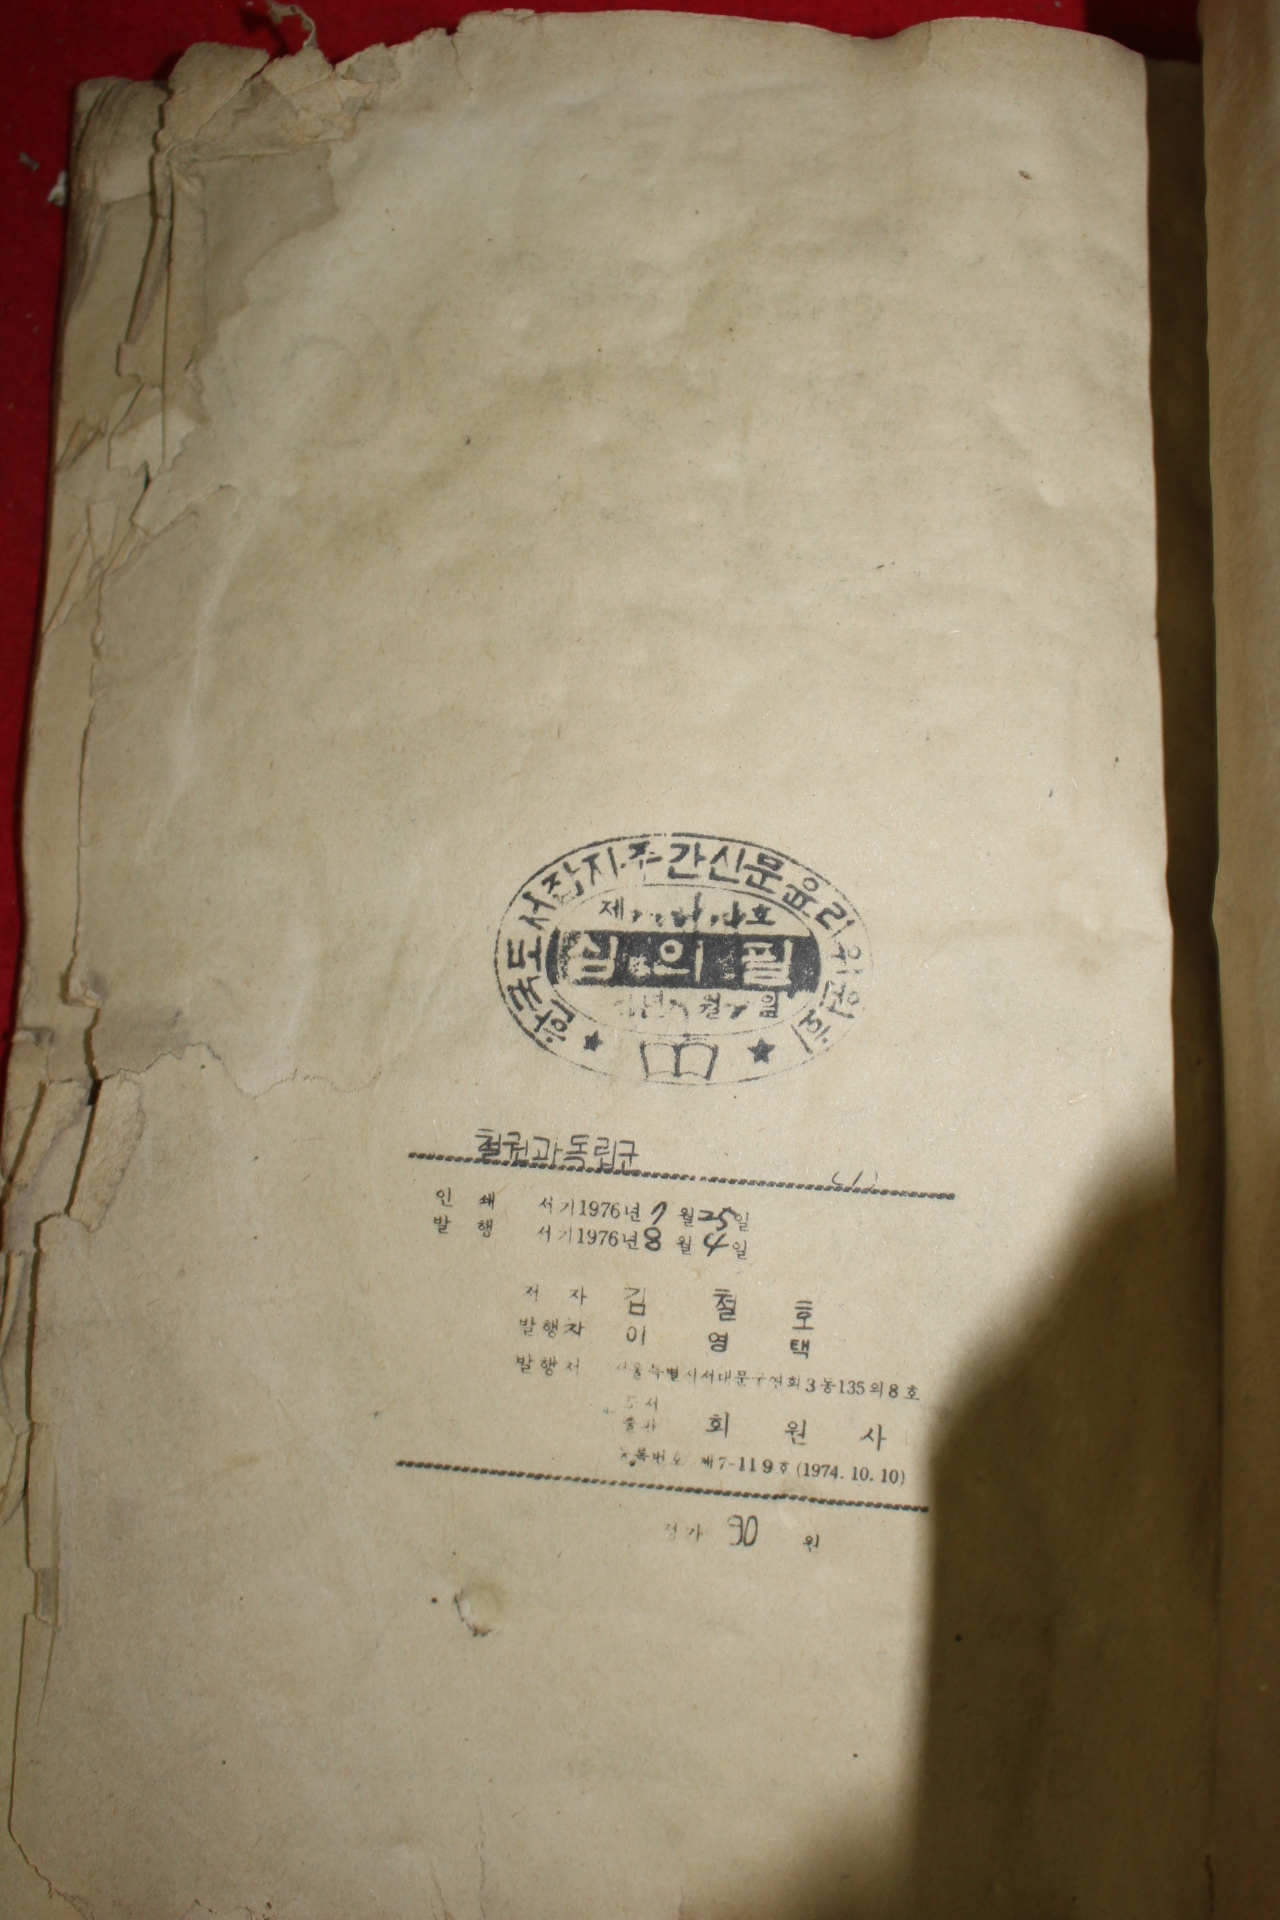 한국도서잡지주간신문윤리위원회
제 호
심의필
년 월 일
철권과독립군
인쇄 서기1976년 7월 25일
발행 서기1976년 8월 4일
저자 김철호
발행자 이영택
발행처 서울특별시서대문구현저3동135의8호
도서
출판 회원사
등록번호 제7-119호(1974. 10. 10)
정가 90 원